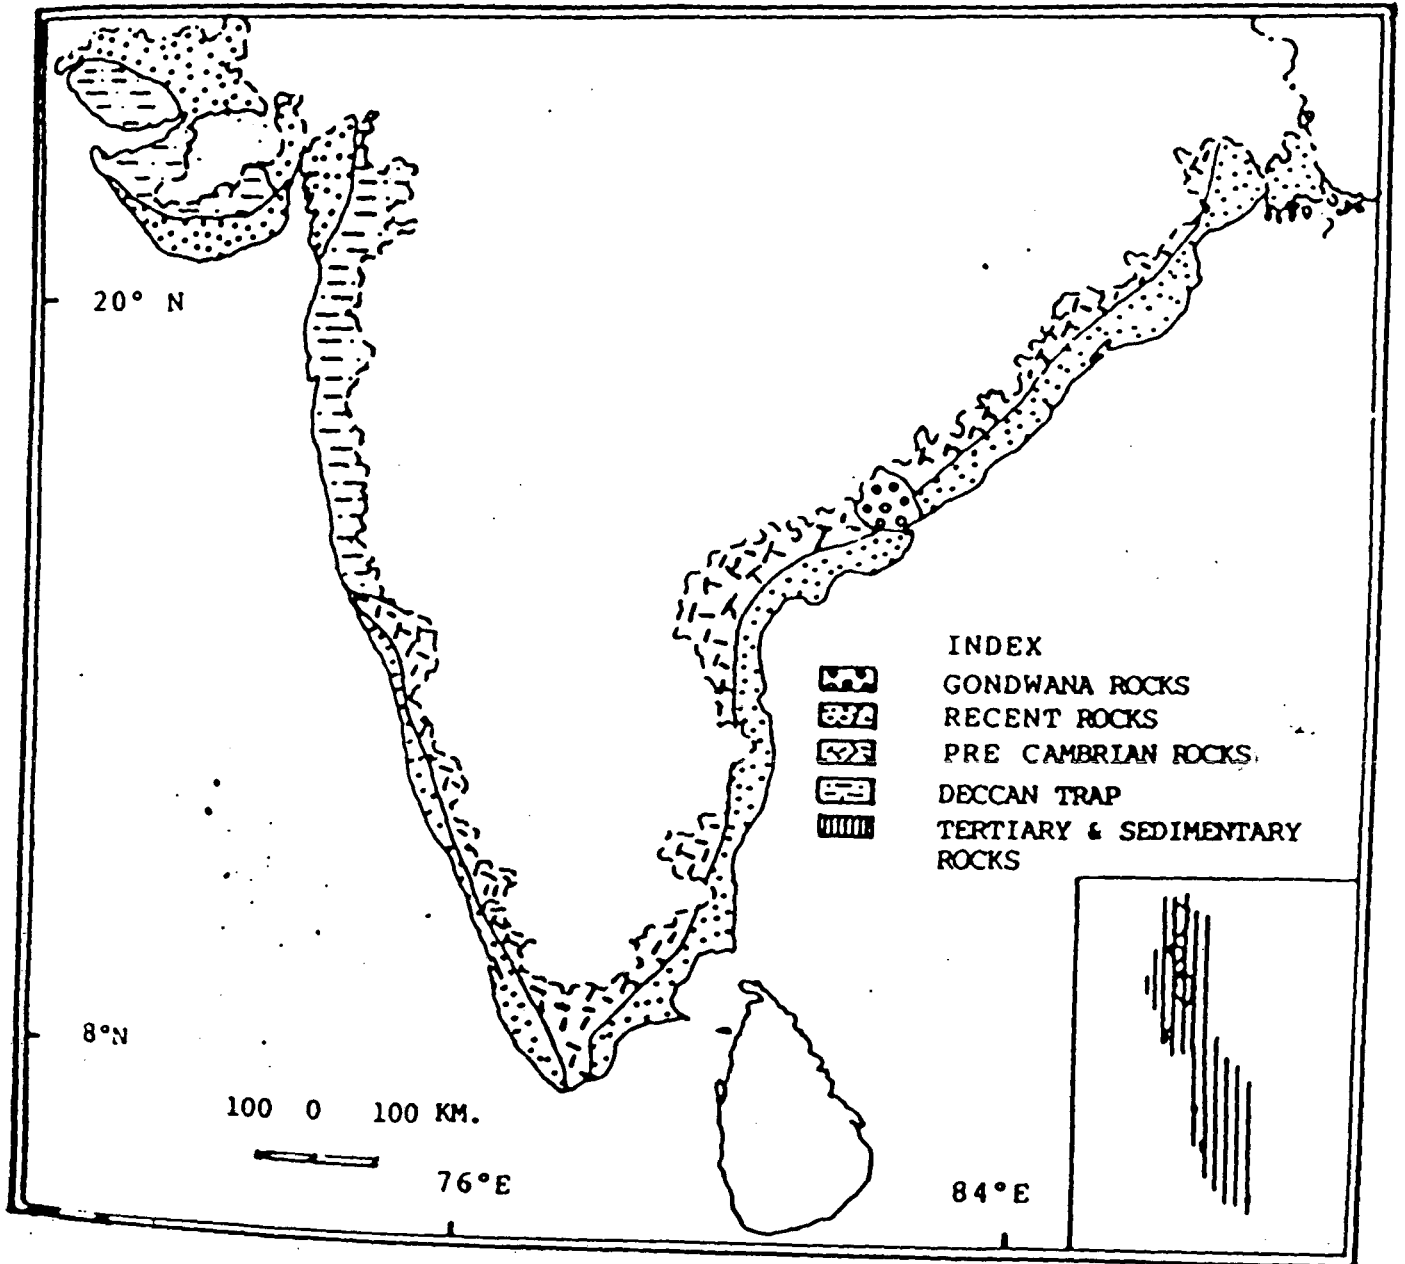 20° N
INDEX
GONDWANA ROCKS
RECENT ROCKS
PRE CAMBRIAN ROCKS
DECCAN TRAP
TERTIARY & SEDIMENTARY
ROCKS
8°N
100 0 100 KM.
76°E
84°E